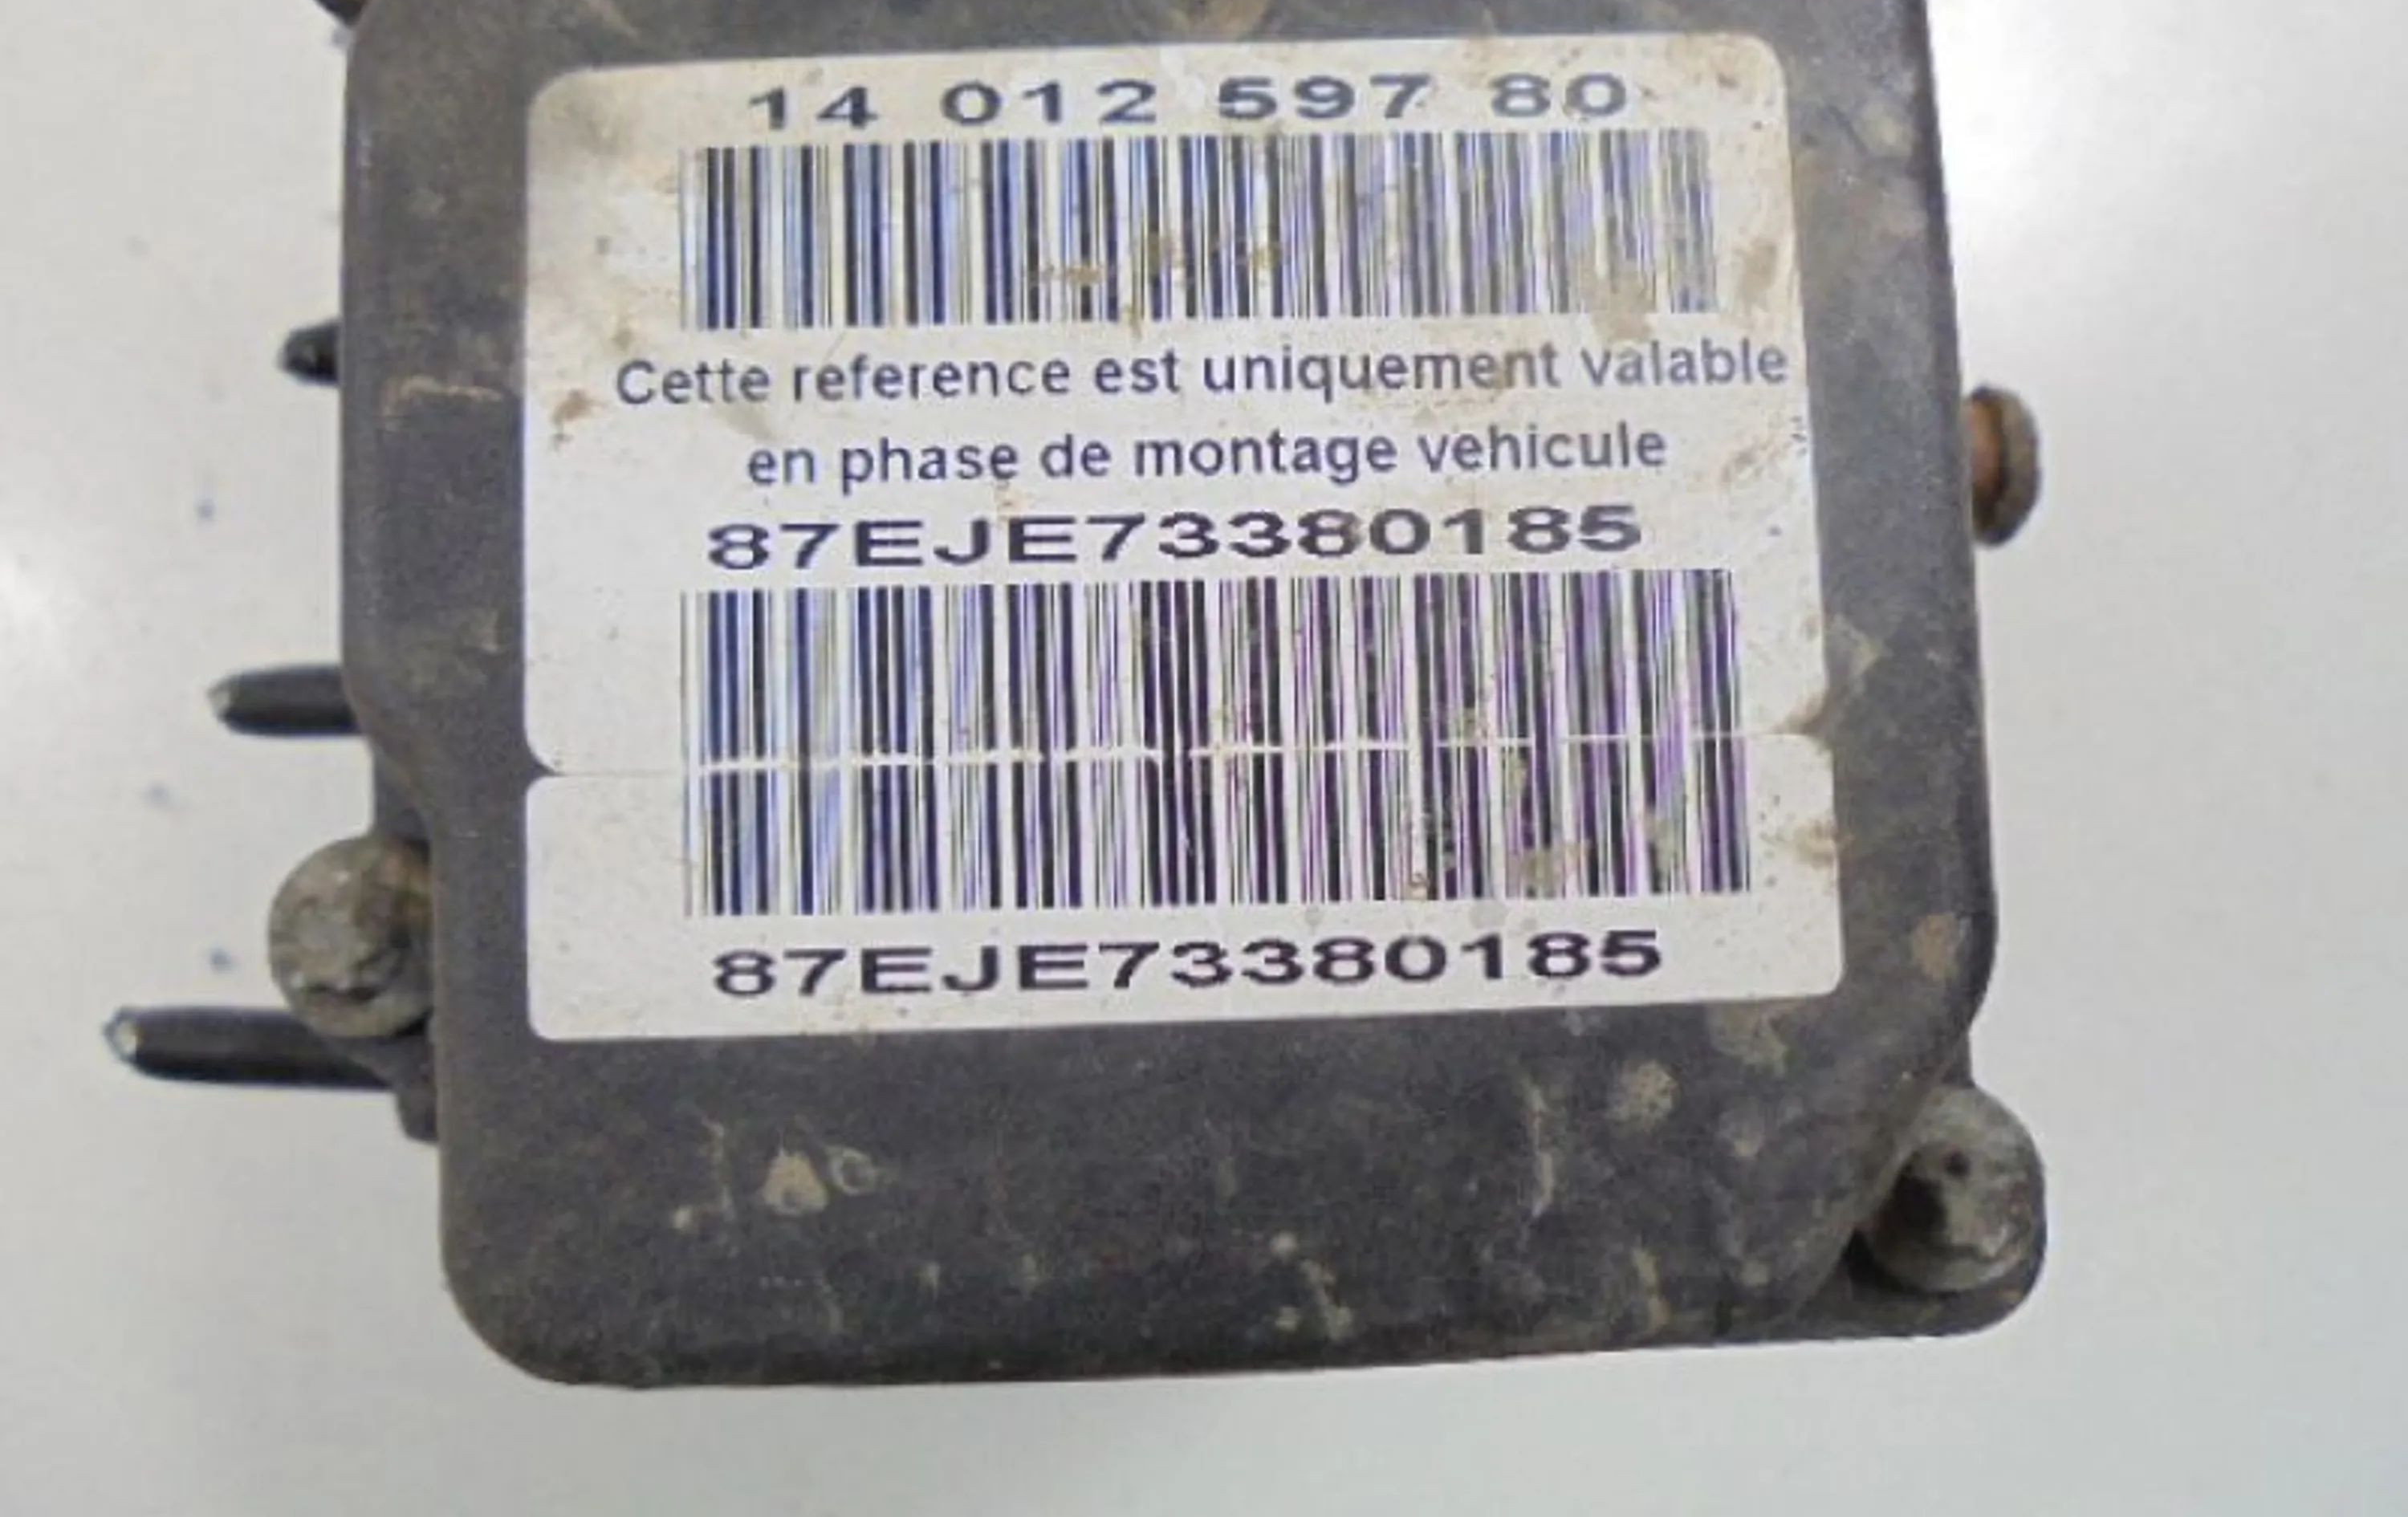 14 012 597 80
Cette reference est uniquement valable
en phase de montage vehicule
87EJE73380185
87EJE73380185